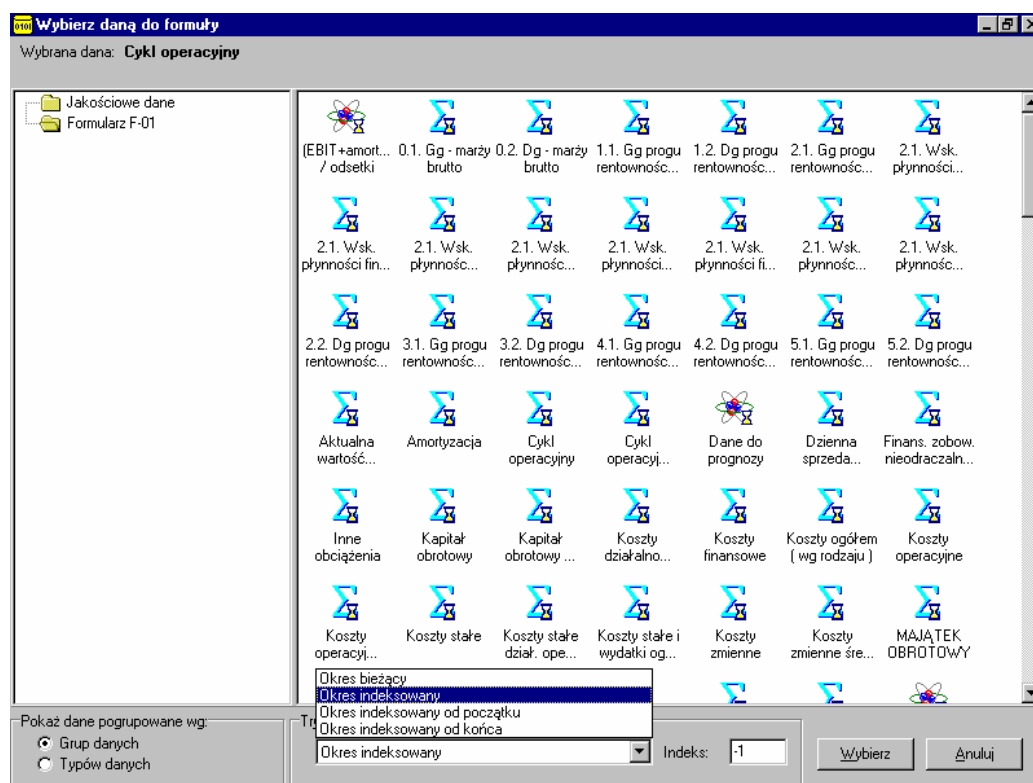 Wybierz daną do formuły
Wybrana dana: Cykl operacyjny
Jakościowe dane
Formularz F-01
(EBIT+amort... 0.1. Gg - marży 0.2. Dg - marży 1.1. Gg progu 1.2. Dg progu 2.1. Gg progu 2.1. Wsk.
/ odsetki brutto brutto rentownośc... rentownośc... rentownośc... płynności...
2.1. Wsk. 2.1. Wsk. 2.1. Wsk. 2.1. Wsk. 2.1. Wsk. 2.1. Wsk. 2.1. Wsk.
płynności fin... płynnośc... płynnośc... płynności... płynności fi... płynnośc... płynnośc...
2.2. Dg progu 3.1. Gg progu 3.2. Dg progu 4.1. Gg progu 4.2. Dg progu 5.1. Gg progu 5.2. Dg progu
rentownośc... rentownośc... rentownośc... rentownośc... rentownośc... rentownośc... rentownośc...
Aktualna Amortyzacja Cykl Cykl Dane do Dzienna Finans. zobow.
wartość... operacyjny operacyj... prognozy sprzeda... nieodraczaln...
Inne Kapitał Kapitał Koszty Koszty Koszty ogółem Koszty
obciążenia obrotowy obrotowy ... działalno... finansowe ( wg rodzaju ) operacyjne
Koszty Koszty stałe Koszty stałe Koszty stałe i Koszty Koszty MAJĄTEK
operacyj... dział. ope... wydatki og... zmienne zmienne śre... OBROTOWY
Okres bieżący
Okres indeksowany
Okres indeksowany od początku
Okres indeksowany od końca
Pokaż dane pogrupowane wg:
Grup danych
Typów danych
Okres indeksowany
Indeks: -1
Wybierz
Anuluj